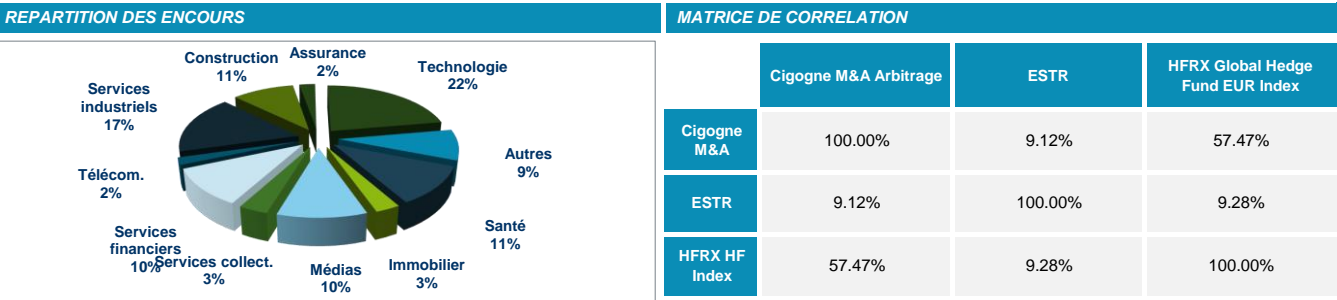 REPARTITION DES ENCOURS
Assurance
2%
Construction
11%
Technologie
22%
Services
industriels
17%
Autres
9%
Télécom.
2%
Santé
11%
Services
financiers
10%
Services collect.
3%
Médias
10%
Immobilier
3%
MATRICE DE CORRELATION
Cigogne M&A Arbitrage
ESTR
HFRX Global Hedge
Fund EUR Index
Cigogne
M&A
100.00%
9.12%
57.47%
ESTR
9.12%
100.00%
9.28%
HFRX HF
Index
57.47%
9.28%
100.00%